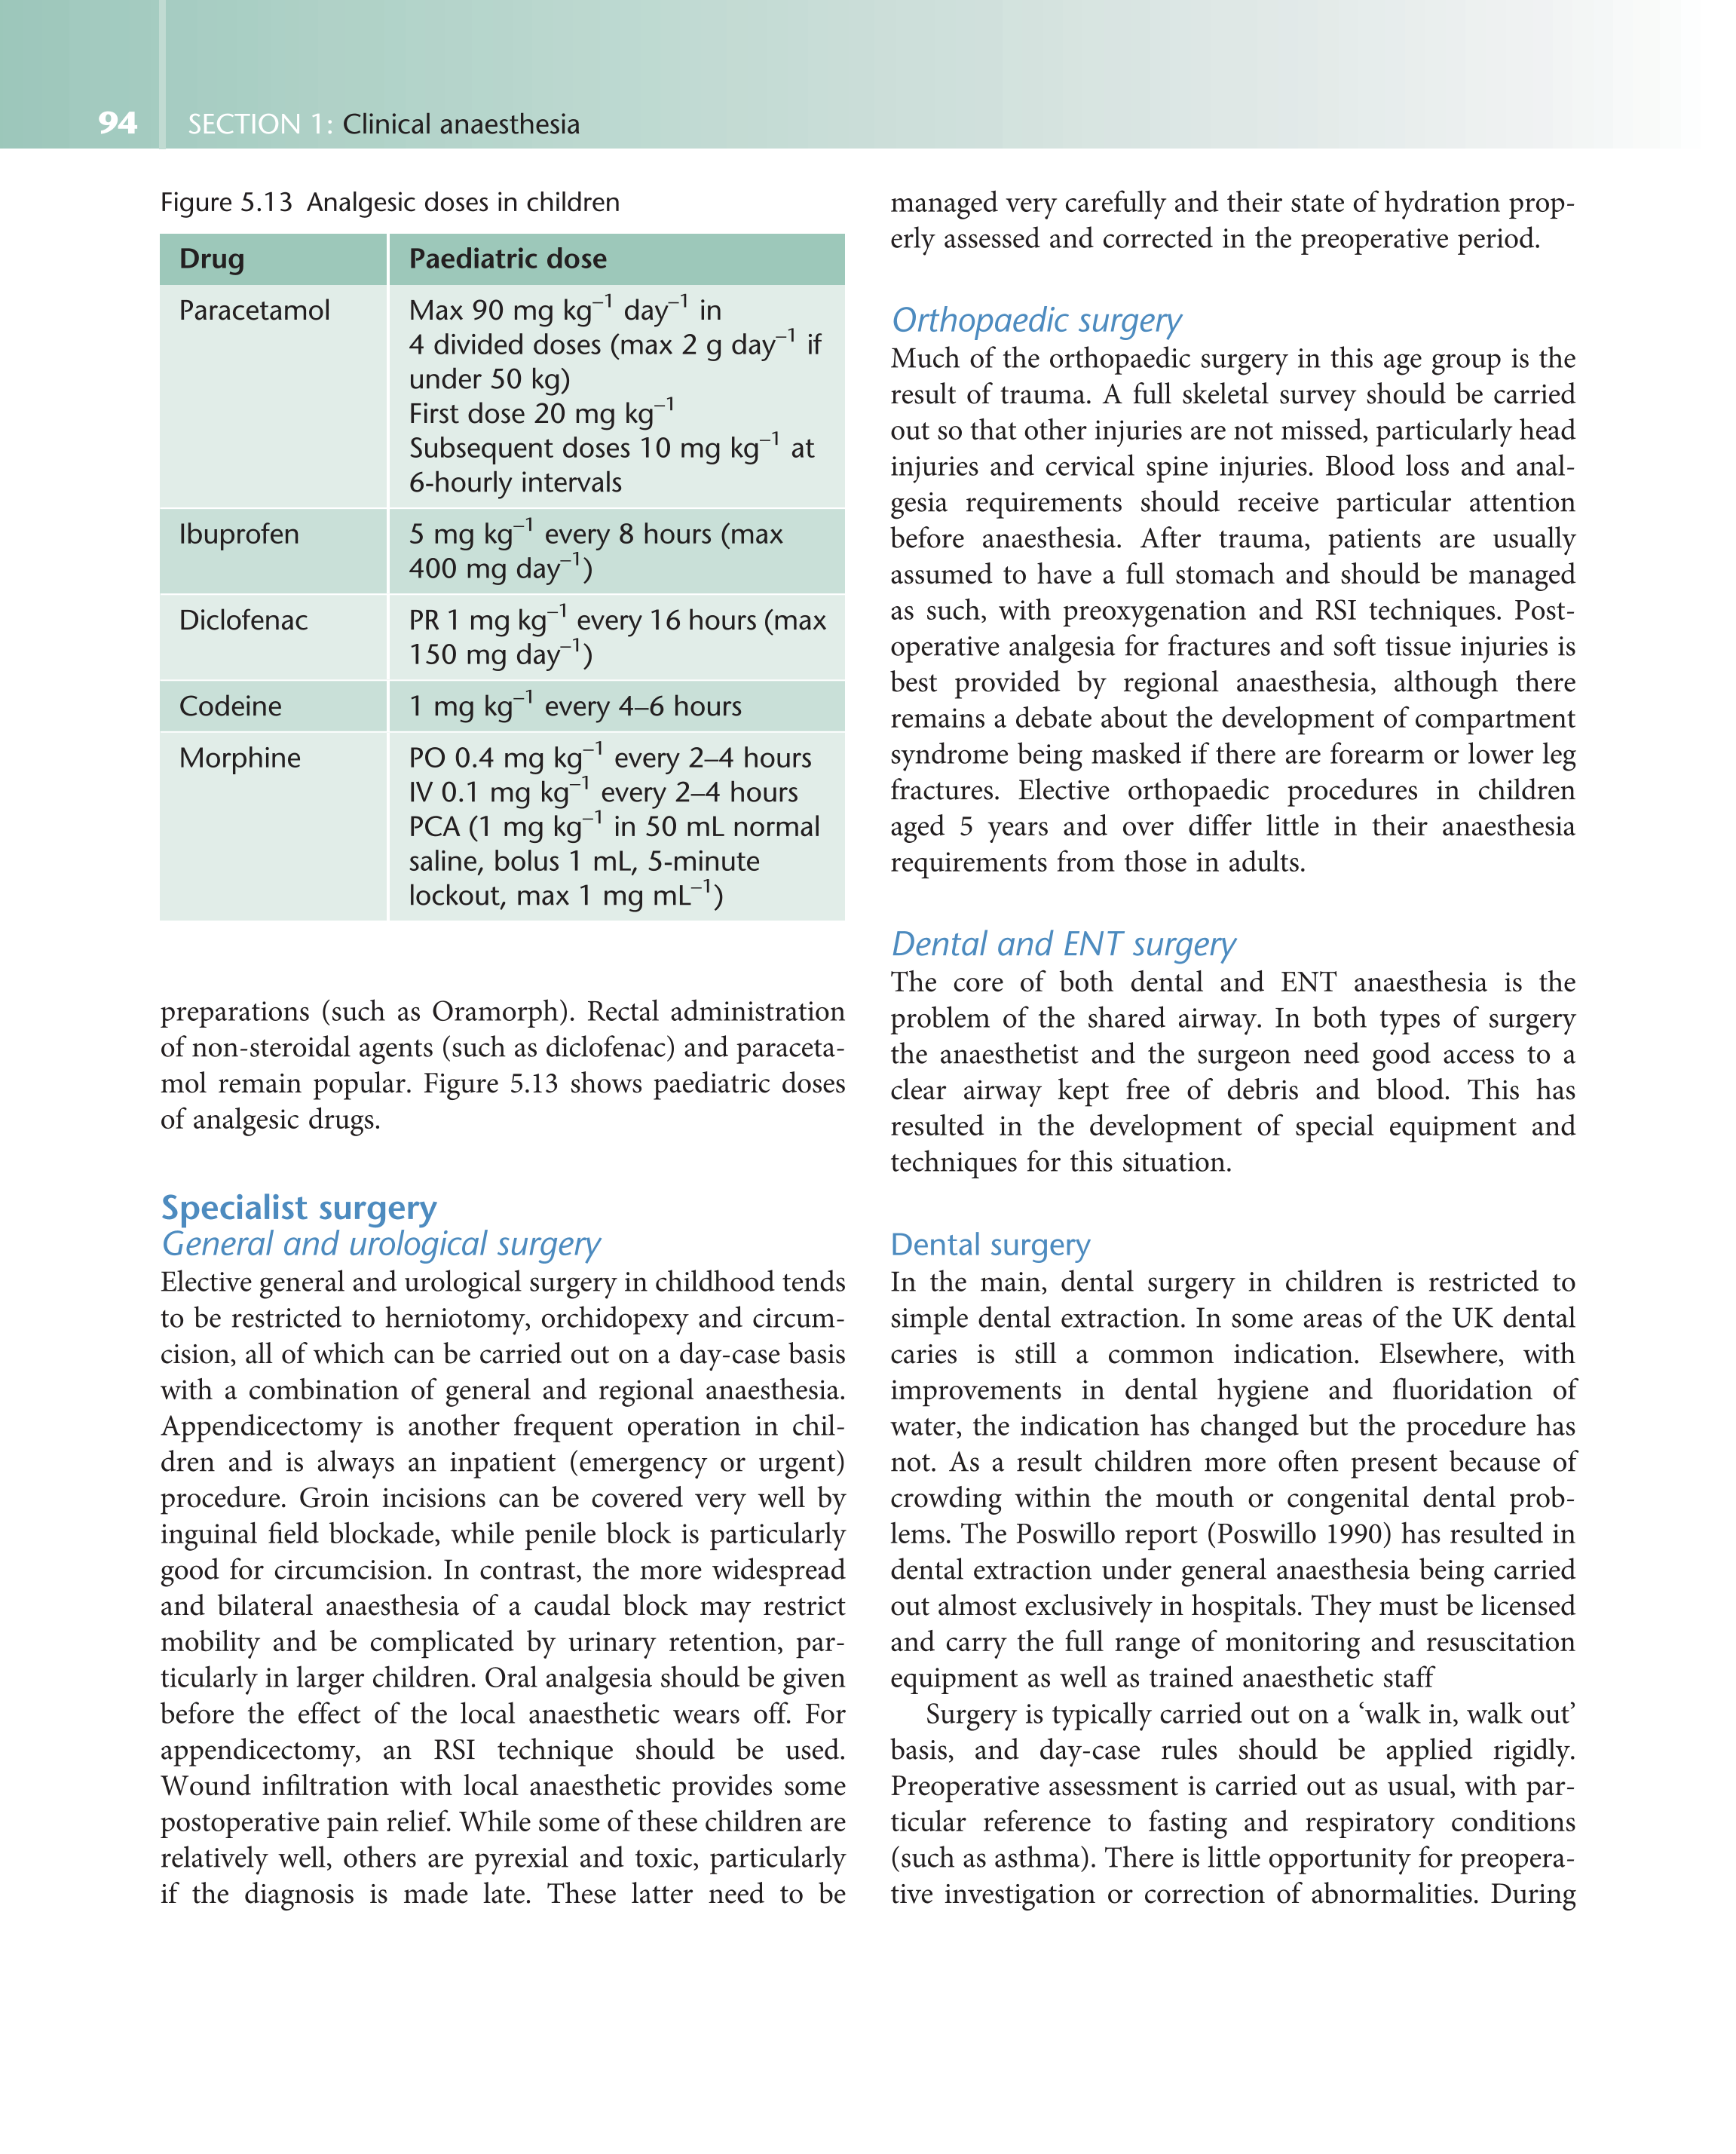 94 SECTION 1: Clinical anaesthesia
Figure 5.13 Analgesic doses in children
Drug Paediatric dose
Paracetamol Max 90 mg kg⁻¹ day⁻¹ in
4 divided doses (max 2 g day⁻¹ if
under 50 kg)
First dose 20 mg kg⁻¹
Subsequent doses 10 mg kg⁻¹ at
6-hourly intervals
Ibuprofen 5 mg kg⁻¹ every 8 hours (max
400 mg day⁻¹)
Diclofenac PR 1 mg kg⁻¹ every 16 hours (max
150 mg day⁻¹)
Codeine 1 mg kg⁻¹ every 4–6 hours
Morphine PO 0.4 mg kg⁻¹ every 2–4 hours
IV 0.1 mg kg⁻¹ every 2–4 hours
PCA (1 mg kg⁻¹ in 50 mL normal
saline, bolus 1 mL, 5-minute
lockout, max 1 mg mL⁻¹)
preparations (such as Oramorph). Rectal administration
of non-steroidal agents (such as diclofenac) and paraceta-
mol remain popular. Figure 5.13 shows paediatric doses
of analgesic drugs.
Specialist surgery
General and urological surgery
Elective general and urological surgery in childhood tends
to be restricted to herniotomy, orchidopexy and circum-
cision, all of which can be carried out on a day-case basis
with a combination of general and regional anaesthesia.
Appendicectomy is another frequent operation in chil-
dren and is always an inpatient (emergency or urgent)
procedure. Groin incisions can be covered very well by
inguinal field blockade, while penile block is particularly
good for circumcision. In contrast, the more widespread
and bilateral anaesthesia of a caudal block may restrict
mobility and be complicated by urinary retention, par-
ticularly in larger children. Oral analgesia should be given
before the effect of the local anaesthetic wears off. For
appendicectomy, an RSI technique should be used.
Wound infiltration with local anaesthetic provides some
postoperative pain relief. While some of these children are
relatively well, others are pyrexial and toxic, particularly
if the diagnosis is made late. These latter need to be
managed very carefully and their state of hydration prop-
erly assessed and corrected in the preoperative period.
Orthopaedic surgery
Much of the orthopaedic surgery in this age group is the
result of trauma. A full skeletal survey should be carried
out so that other injuries are not missed, particularly head
injuries and cervical spine injuries. Blood loss and anal-
gesia requirements should receive particular attention
before anaesthesia. After trauma, patients are usually
assumed to have a full stomach and should be managed
as such, with preoxygenation and RSI techniques. Post-
operative analgesia for fractures and soft tissue injuries is
best provided by regional anaesthesia, although there
remains a debate about the development of compartment
syndrome being masked if there are forearm or lower leg
fractures. Elective orthopaedic procedures in children
aged 5 years and over differ little in their anaesthesia
requirements from those in adults.
Dental and ENT surgery
The core of both dental and ENT anaesthesia is the
problem of the shared airway. In both types of surgery
the anaesthetist and the surgeon need good access to a
clear airway kept free of debris and blood. This has
resulted in the development of special equipment and
techniques for this situation.
Dental surgery
In the main, dental surgery in children is restricted to
simple dental extraction. In some areas of the UK dental
caries is still a common indication. Elsewhere, with
improvements in dental hygiene and fluoridation of
water, the indication has changed but the procedure has
not. As a result children more often present because of
crowding within the mouth or congenital dental prob-
lems. The Poswillo report (Poswillo 1990) has resulted in
dental extraction under general anaesthesia being carried
out almost exclusively in hospitals. They must be licensed
and carry the full range of monitoring and resuscitation
equipment as well as trained anaesthetic staff
Surgery is typically carried out on a ‘walk in, walk out’
basis, and day-case rules should be applied rigidly.
Preoperative assessment is carried out as usual, with par-
ticular reference to fasting and respiratory conditions
(such as asthma). There is little opportunity for preopera-
tive investigation or correction of abnormalities. During